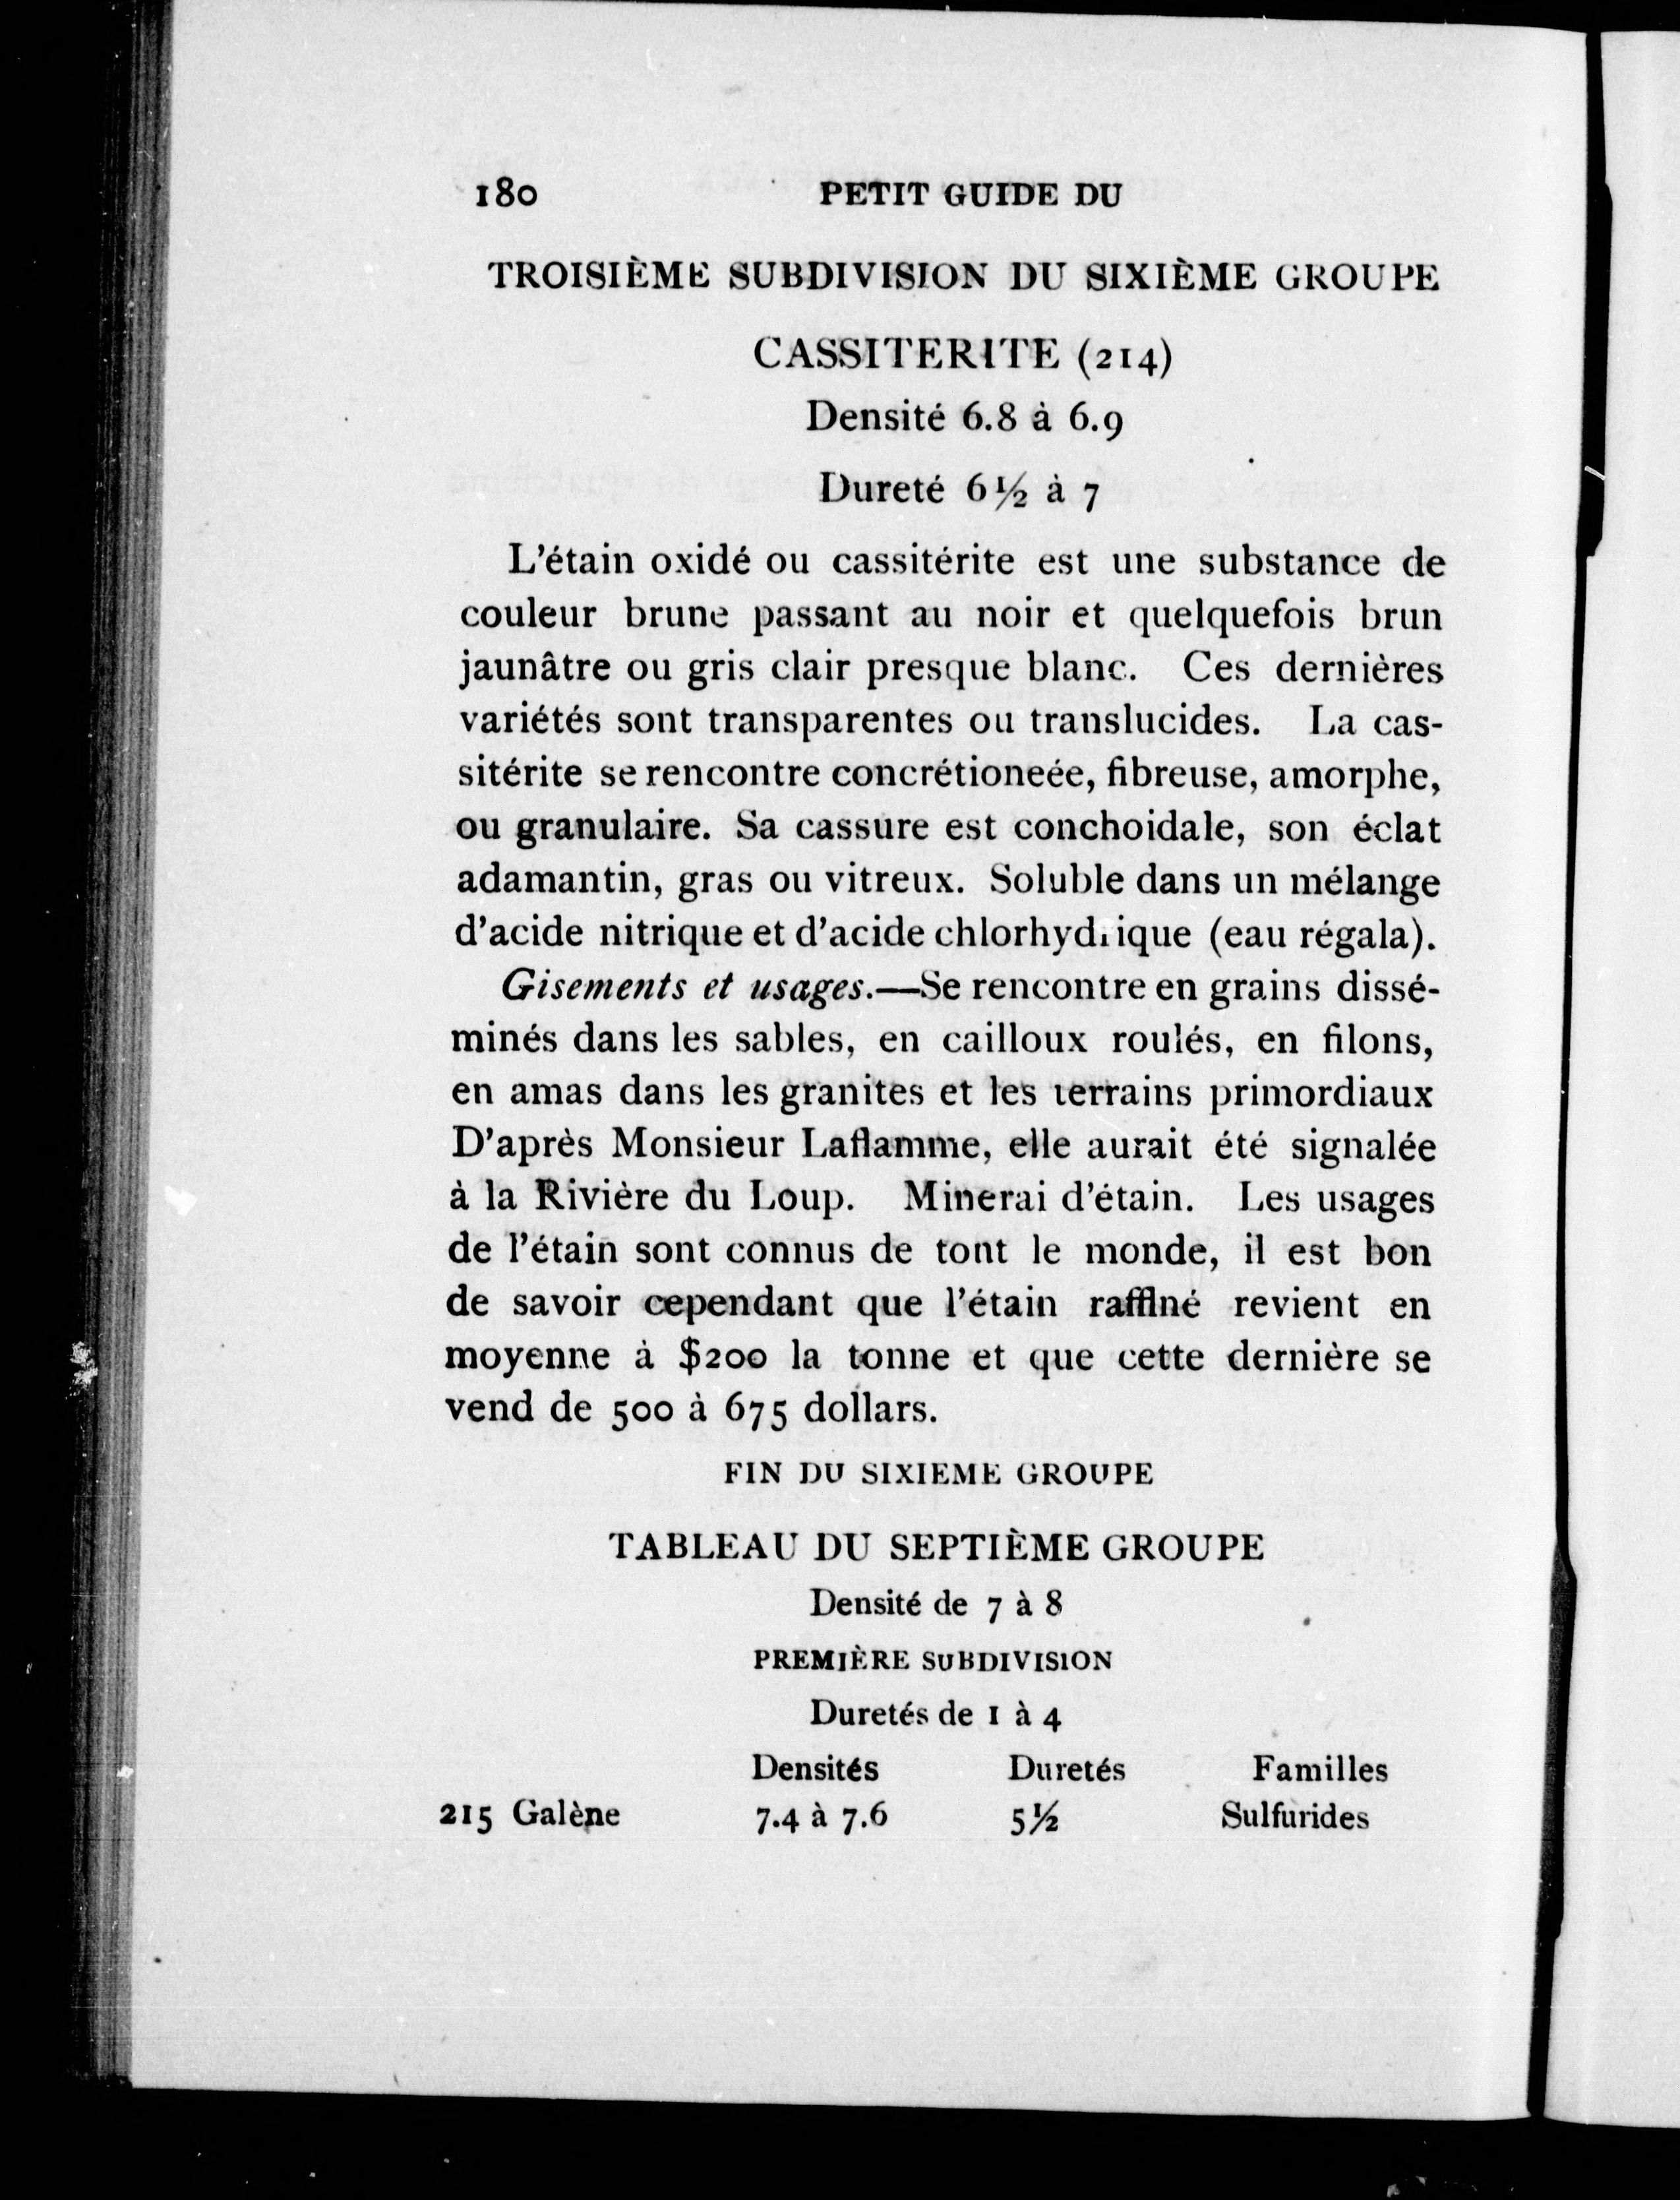 180 PETIT GUIDE DU
TROISIÈME SUBDIVISION DU SIXIÈME GROUPE
CASSITERITE (214)
Densité 6.8 à 6.9
Dureté 6½ à 7
L'étain oxidé ou cassitérite est une substance de
couleur brune passant au noir et quelquefois brun
jaunâtre ou gris clair presque blanc. Ces dernières
variétés sont transparentes ou translucides. La cas-
sitérite se rencontre concrétioneée, fibreuse, amorphe,
ou granulaire. Sa cassure est conchoidale, son éclat
adamantin, gras ou vitreux. Soluble dans un mélange
d'acide nitrique et d'acide chlorhydrique (eau régala).
Gisements et usages.—Se rencontre en grains dissé-
minés dans les sables, en cailloux roulés, en filons,
en amas dans les granites et les terrains primordiaux
D'après Monsieur Laflamme, elle aurait été signalée
à la Rivière du Loup. Minerai d'étain. Les usages
de l'étain sont connus de tont le monde, il est bon
de savoir cependant que l'étain raffiné revient en
moyenne à $200 la tonne et que cette dernière se
vend de 500 à 675 dollars.
FIN DU SIXIEME GROUPE
TABLEAU DU SEPTIÈME GROUPE
Densité de 7 à 8
PREMIÈRE SUBDIVISION
Duretés de 1 à 4
Densités Duretés Familles
215 Galène 7.4 à 7.6 5½ Sulfurides